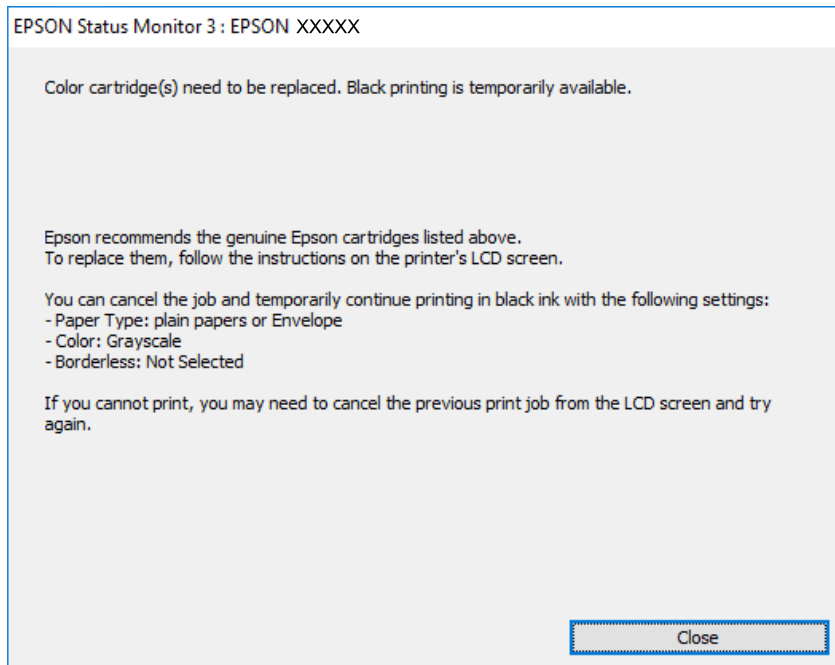 EPSON Status Monitor 3 : EPSON XXXXX
Color cartridge(s) need to be replaced. Black printing is temporarily available.
Epson recommends the genuine Epson cartridges listed above.
To replace them, follow the instructions on the printer's LCD screen.
You can cancel the job and temporarily continue printing in black ink with the following settings:
- Paper Type: plain papers or Envelope
- Color: Grayscale
- Borderless: Not Selected
If you cannot print, you may need to cancel the previous print job from the LCD screen and try
again.
Close